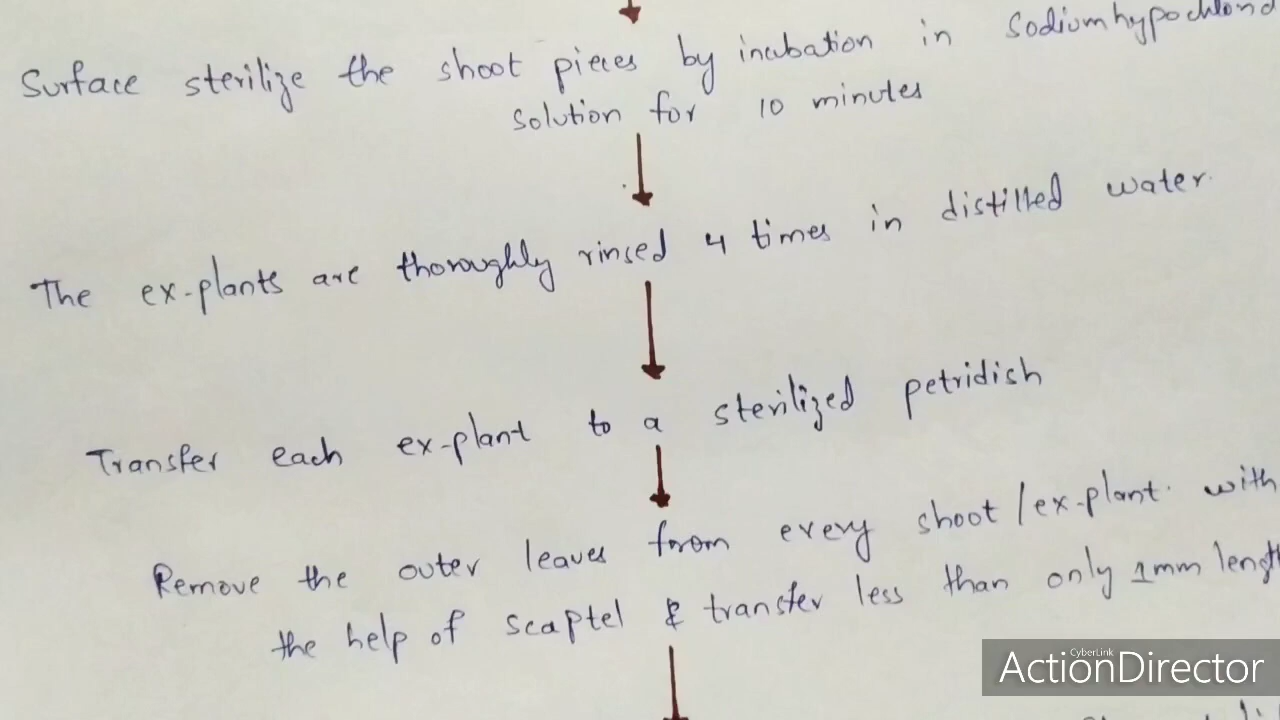 Surface sterilize the shoot pieces by incubation in
Solution for 10 minutes
The ex-plants are thoroughly rinsed 4 times in distilled water.
Transfer each ex-plant to a sterilized petridish
Remove the outer leaves from every shoot/ex-plant. with
the help of scaptel & transfer less than only 1mm length
CyberLink
ActionDirector